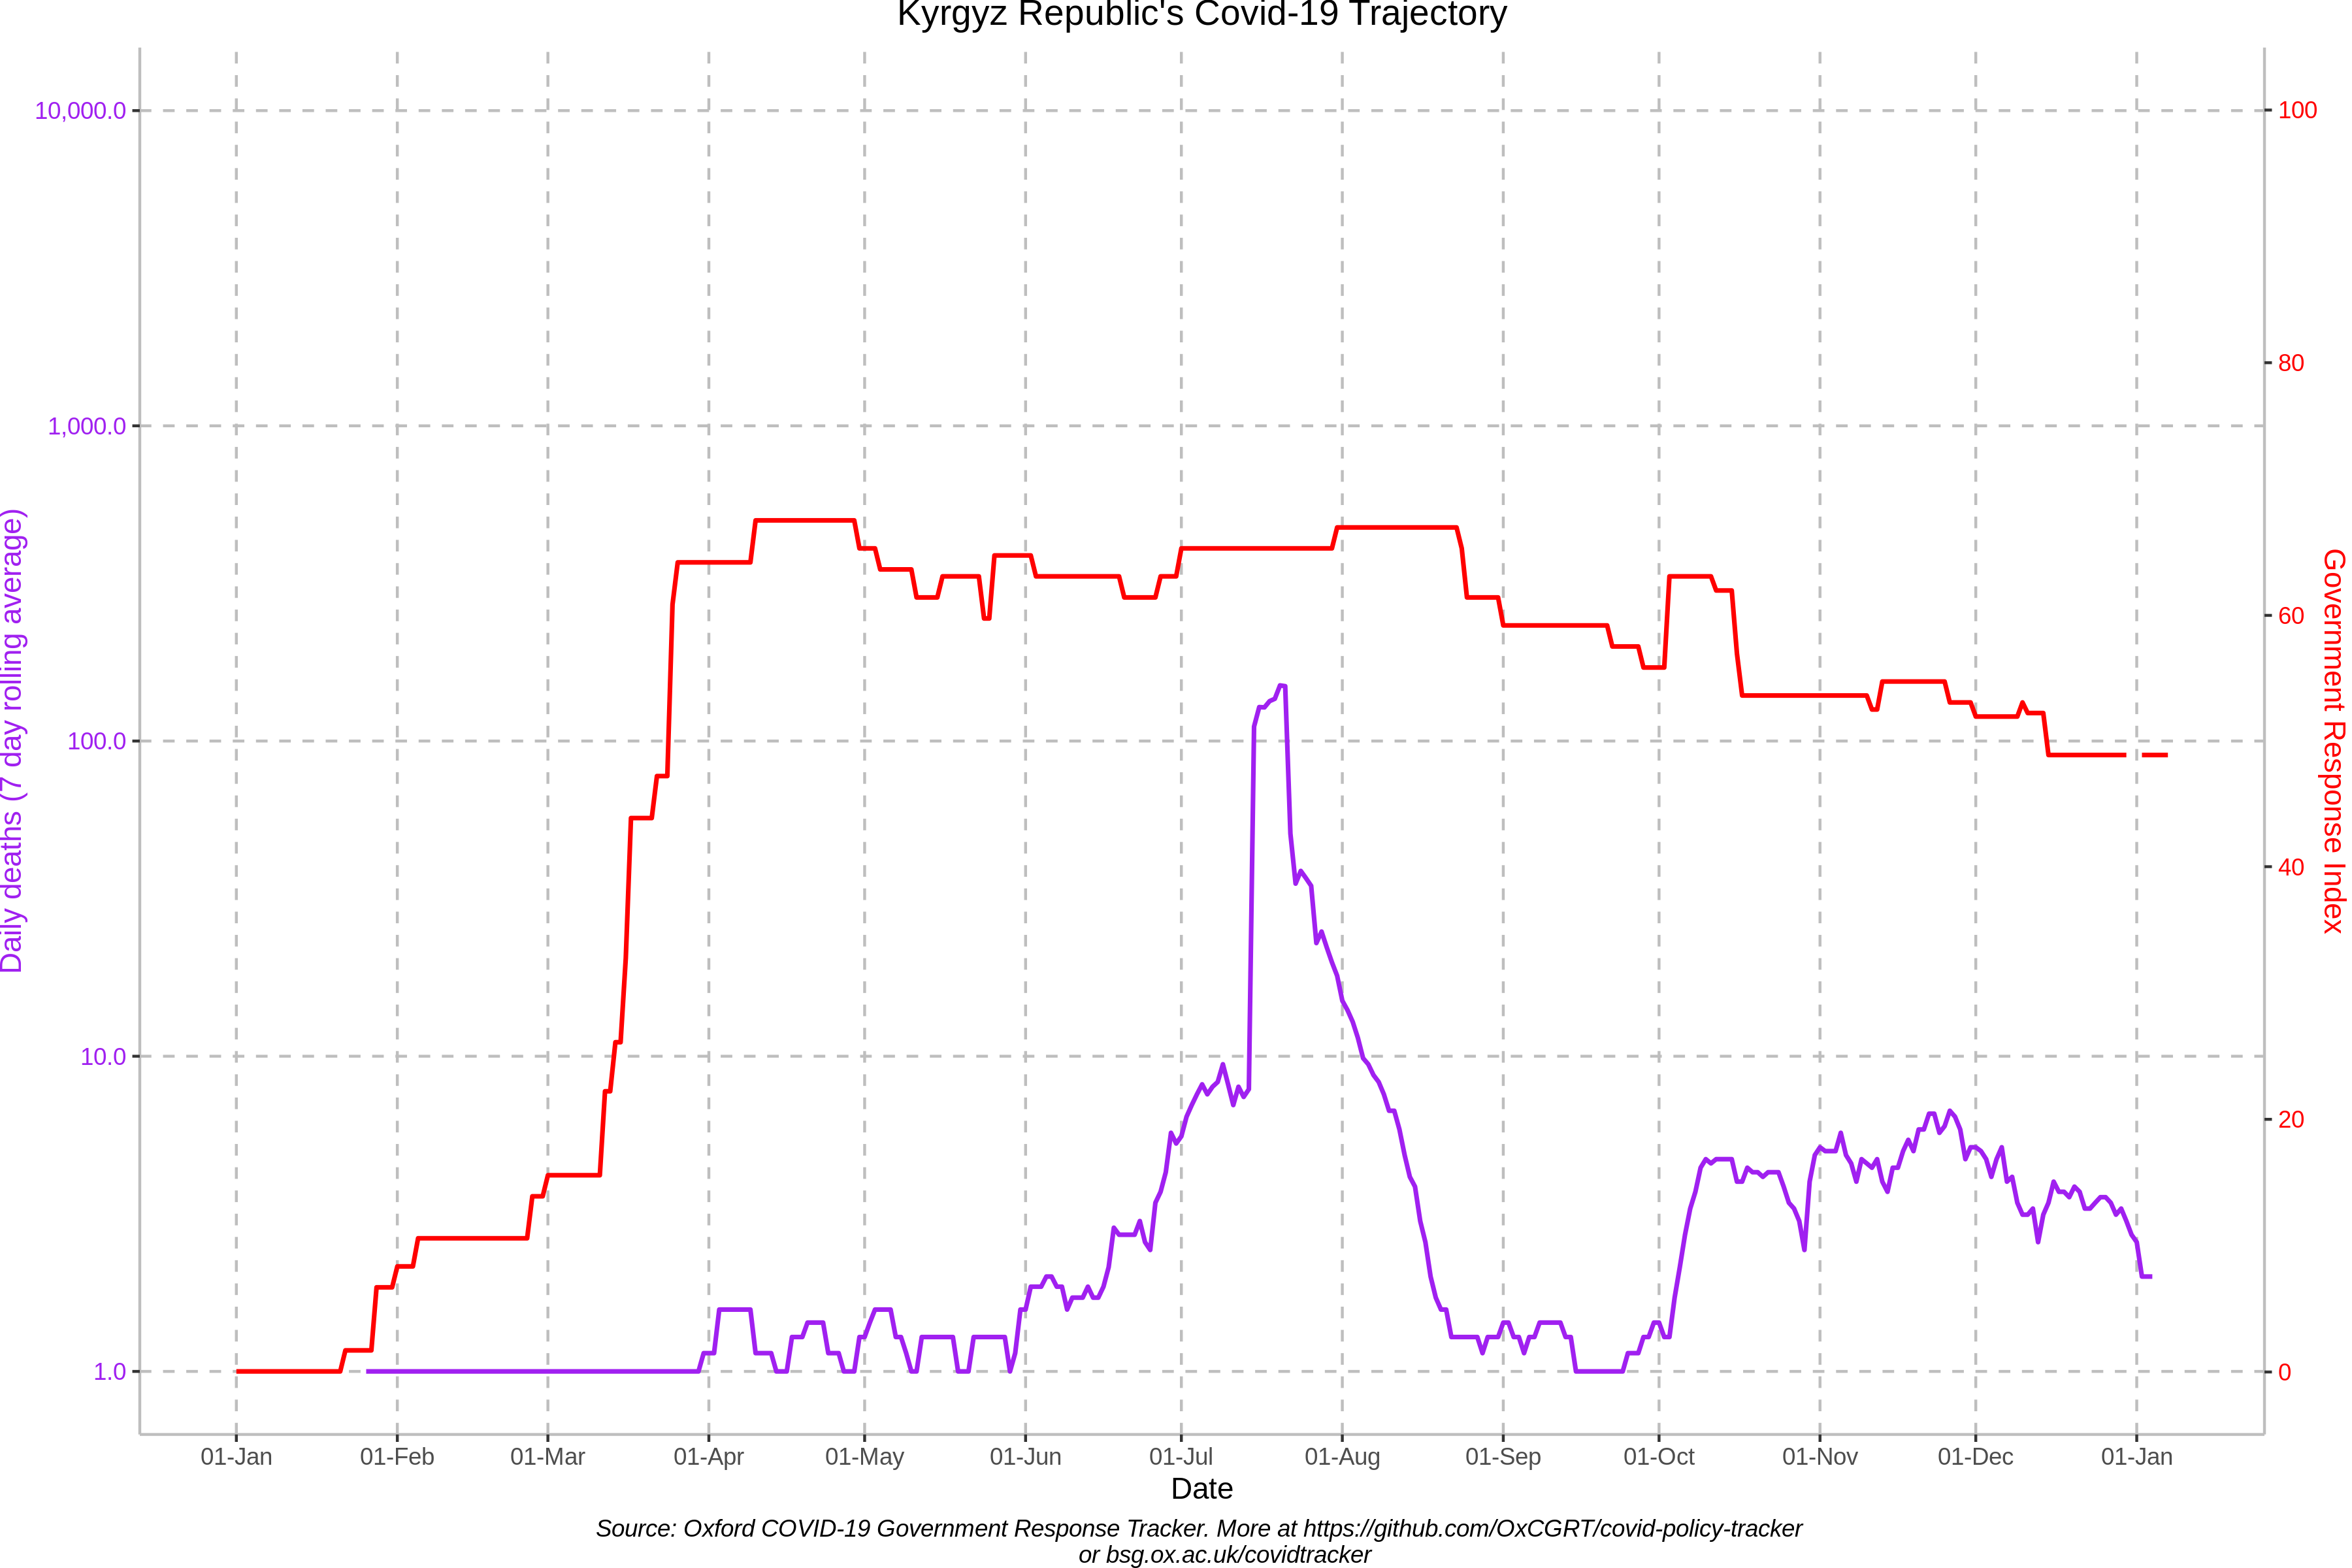 Kyrgyz Republic's Covid-19 Trajectory
10,000.0
1,000.0
100.0
10.0
1.0
Daily deaths (7 day rolling average)
100
80
60
40
20
0
Government Response Index
01-Jan 01-Feb 01-Mar 01-Apr 01-May 01-Jun 01-Jul 01-Aug 01-Sep 01-Oct 01-Nov 01-Dec 01-Jan
Date
Source: Oxford COVID-19 Government Response Tracker. More at https://github.com/OxCGRT/covid-policy-tracker
or bsg.ox.ac.uk/covidtracker